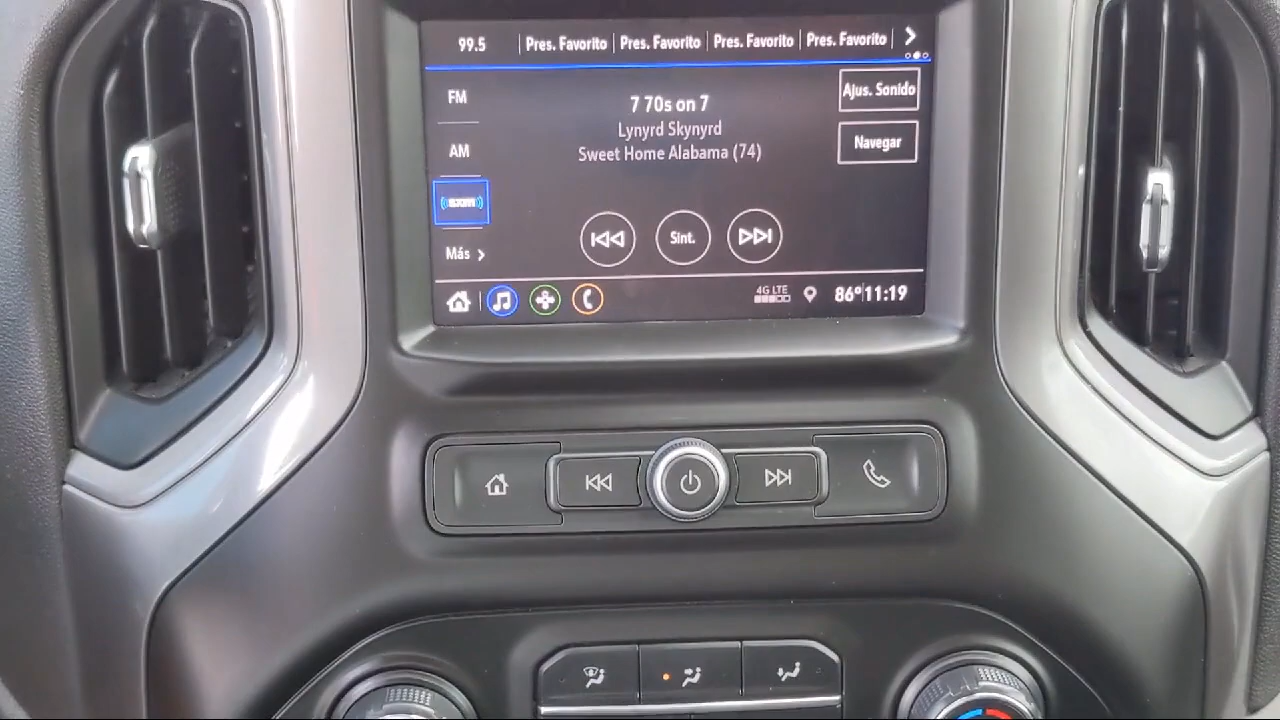 99.5 Pres. Favorito Pres. Favorito Pres. Favorito Pres. Favorito
FM
AM
sxm
Más
7 70s on 7
Lynyrd Skynyrd
Sweet Home Alabama (74)
Ajus. Sonido
Navegar
Sint.
4G LTE
86° 11:19